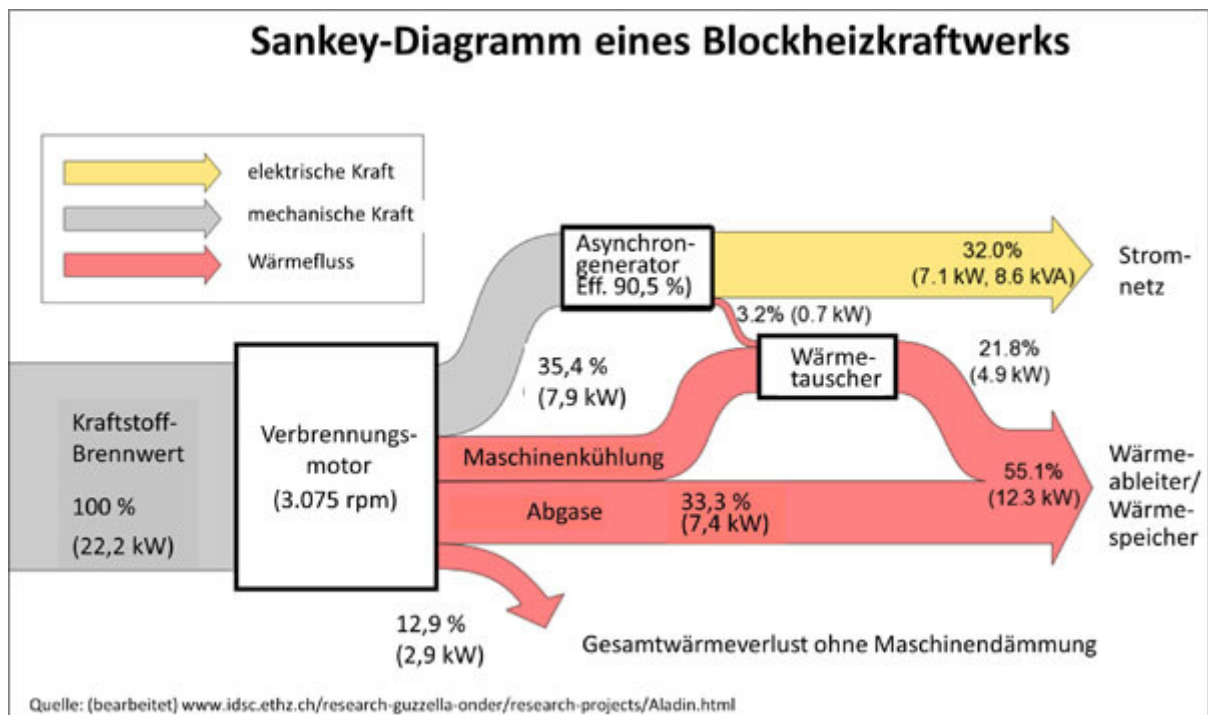 Sankey-Diagramm eines Blockheizkraftwerks
elektrische Kraft
mechanische Kraft
Wärmefluss
Asynchron-
generator
Eff. 90,5 %)
32.0%
(7.1 kW, 8.6 kVA)
Strom-
netz
3.2% (0.7 kW)
35,4 %
(7,9 kW)
Wärme-
tauscher
21.8%
(4.9 kW)
Kraftstoff-
Brennwert
100 %
(22,2 kW)
Verbrennungs-
motor
(3.075 rpm)
Maschinenkühlung
Abgase
33,3 %
(7,4 kW)
55.1%
(12.3 kW)
Wärme-
ableiter/
Wärme-
speicher
12,9 %
(2,9 kW)
Gesamtwärmeverlust ohne Maschinendämmung
Quelle: (bearbeitet) www.idsc.ethz.ch/research-guzzella-onder/research-projects/Aladin.html